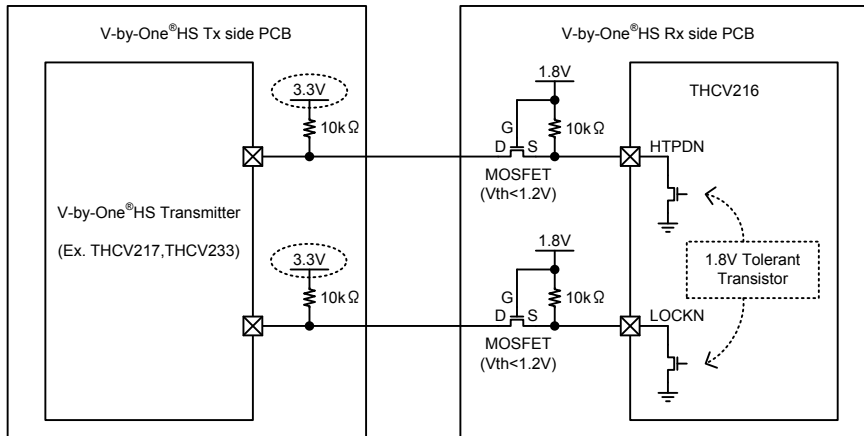 V-by-One®HS Tx side PCB
V-by-One®HS Rx side PCB
3.3V
10kΩ
1.8V
G
D S
10kΩ
MOSFET
(Vth<1.2V)
THCV216
HTPDN
V-by-One®HS Transmitter
(Ex. THCV217,THCV233)
3.3V
10kΩ
1.8V
G
D S
10kΩ
MOSFET
(Vth<1.2V)
1.8V Tolerant
Transistor
LOCKN